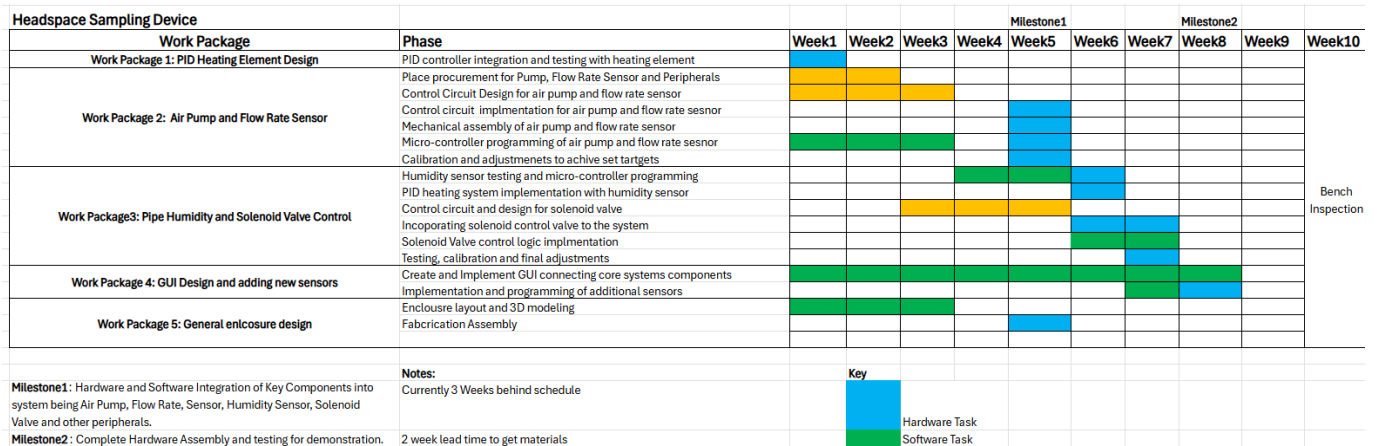 Headspace Sampling Device Milestone1 Milestone2
Work Package Phase Week1 Week2 Week3 Week4 Week5 Week6 Week7 Week8 Week9 Week10
Work Package 1: PID Heating Element Design PID controller integration and testing with heating element
Place procurement for Pump, Flow Rate Sensor and Peripherals
Control Circuit Design for air pump and flow rate sensor
Work Package 2: Air Pump and Flow Rate Sensor
Control circuit implmentation for air pump and flow rate sesnor
Mechanical assembly of air pump and flow rate sensor
Micro-controller programming of air pump and flow rate sesnor
Calibration and adjustmenets to achive set tartgets
Work Package3: Pipe Humidity and Solenoid Valve Control
Humidity sensor testing and micro-controller programming
PID heating system implementation with humidity sensor
Control circuit and design for solenoid valve
Incoporating solenoid control valve to the system
Solenoid Valve control logic implmentation
Testing, calibration and final adjustments
Bench
Inspection
Work Package 4: GUI Design and adding new sensors
Create and Implement GUI connecting core systems components
Implementation and programming of additional sensors
Work Package 5: General enlcosure design
Enclousre layout and 3D modeling
Fabcrication Assembly
Milestone1: Hardware and Software Integration of Key Components into
system being Air Pump, Flow Rate, Sensor, Humidity Sensor, Solenoid
Valve and other peripherals.
Milestone2: Complete Hardware Assembly and testing for demonstration.
Notes:
Currently 3 Weeks behind schedule
2 week lead time to get materials
Key
Hardware Task
Software Task